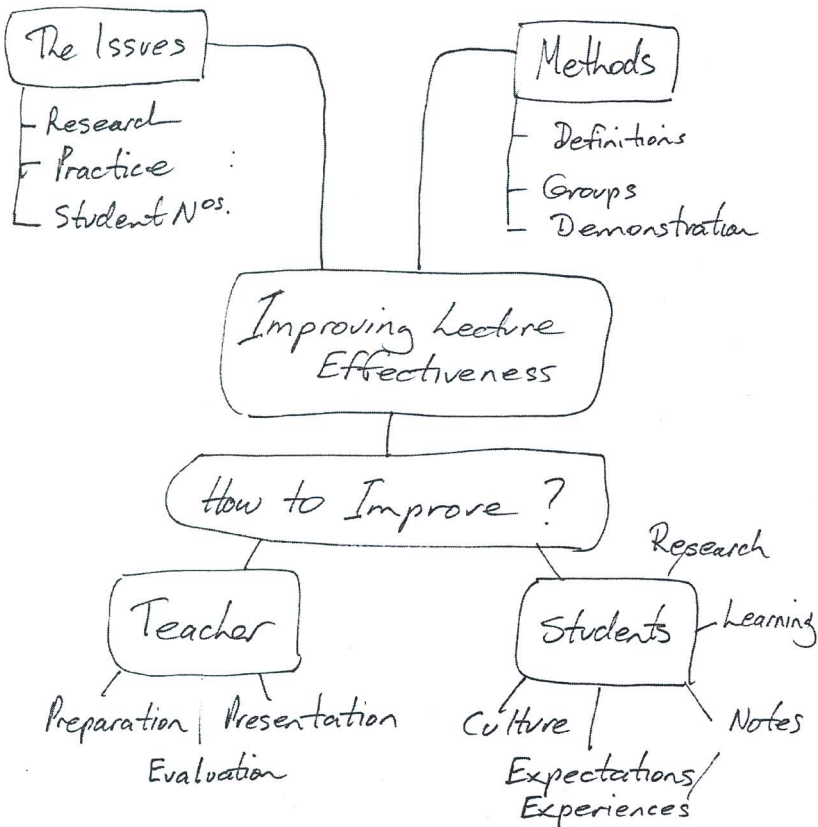 The Issues
Research
Practice :
Student Nos.
Methods
Definitions
Groups
Demonstration
Improving Lecture
Effectiveness
How to Improve ?
Teacher
Preparation
Presentation
Evaluation
Students
Research
Learning
Notes
Culture
Expectations/
Experiences